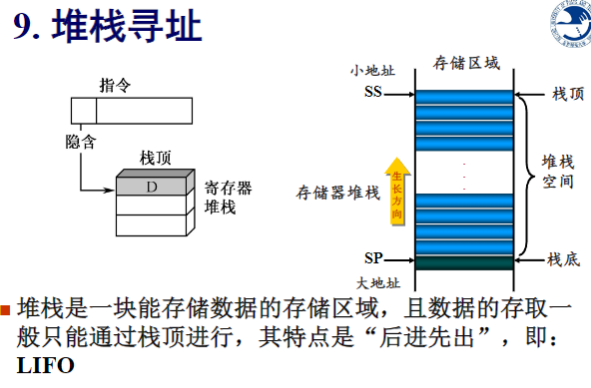 9. 堆栈寻址
指令
隐含
栈顶
D
寄存器
堆栈
小地址
存储区域
SS
栈顶
堆栈
空间
存储器堆栈
生长方向
SP
栈底
大地址
堆栈是一块能存储数据的存储区域，且数据的存取一
般只能通过栈顶进行，其特点是“后进先出”，即：
LIFO